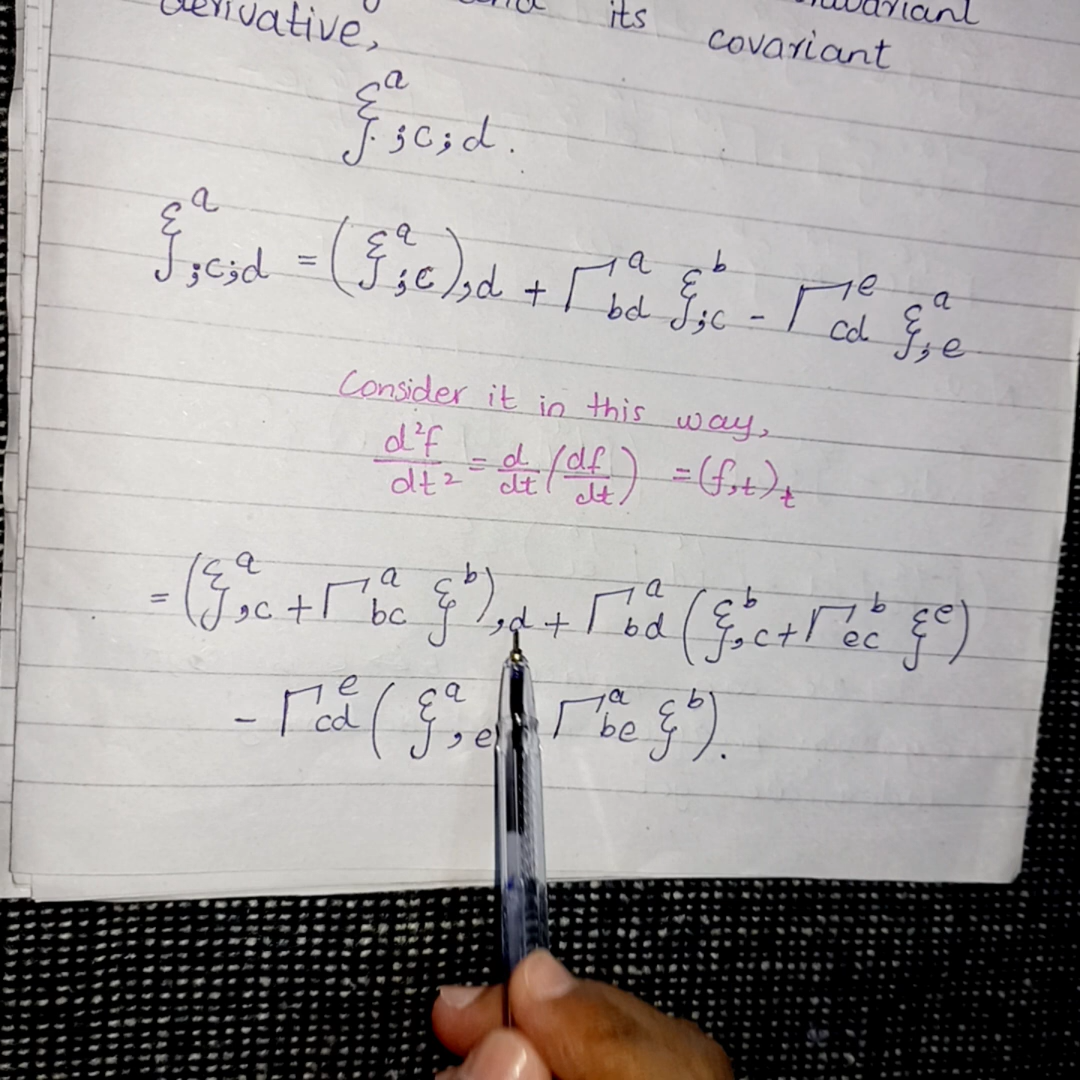 its
derivative, covariant
ξ^a_{;c;d}.
ξ^a_{;c;d} = (ξ^a_{;c})_{,d} + Γ^a_{bd} ξ^b_{;c} - Γ^e_{cd} ξ^a_{;e}
Consider it in this way,
d²f/dt² = d/dt (df/dt) = (f,t)_t
= (ξ^a_{,c} + Γ^a_{bc} ξ^b)_{,d} + Γ^a_{bd} (ξ^b_{,c} + Γ^b_{ec} ξ^e)
- Γ^e_{cd} (ξ^a_{,e} Γ^a_{be} ξ^b).